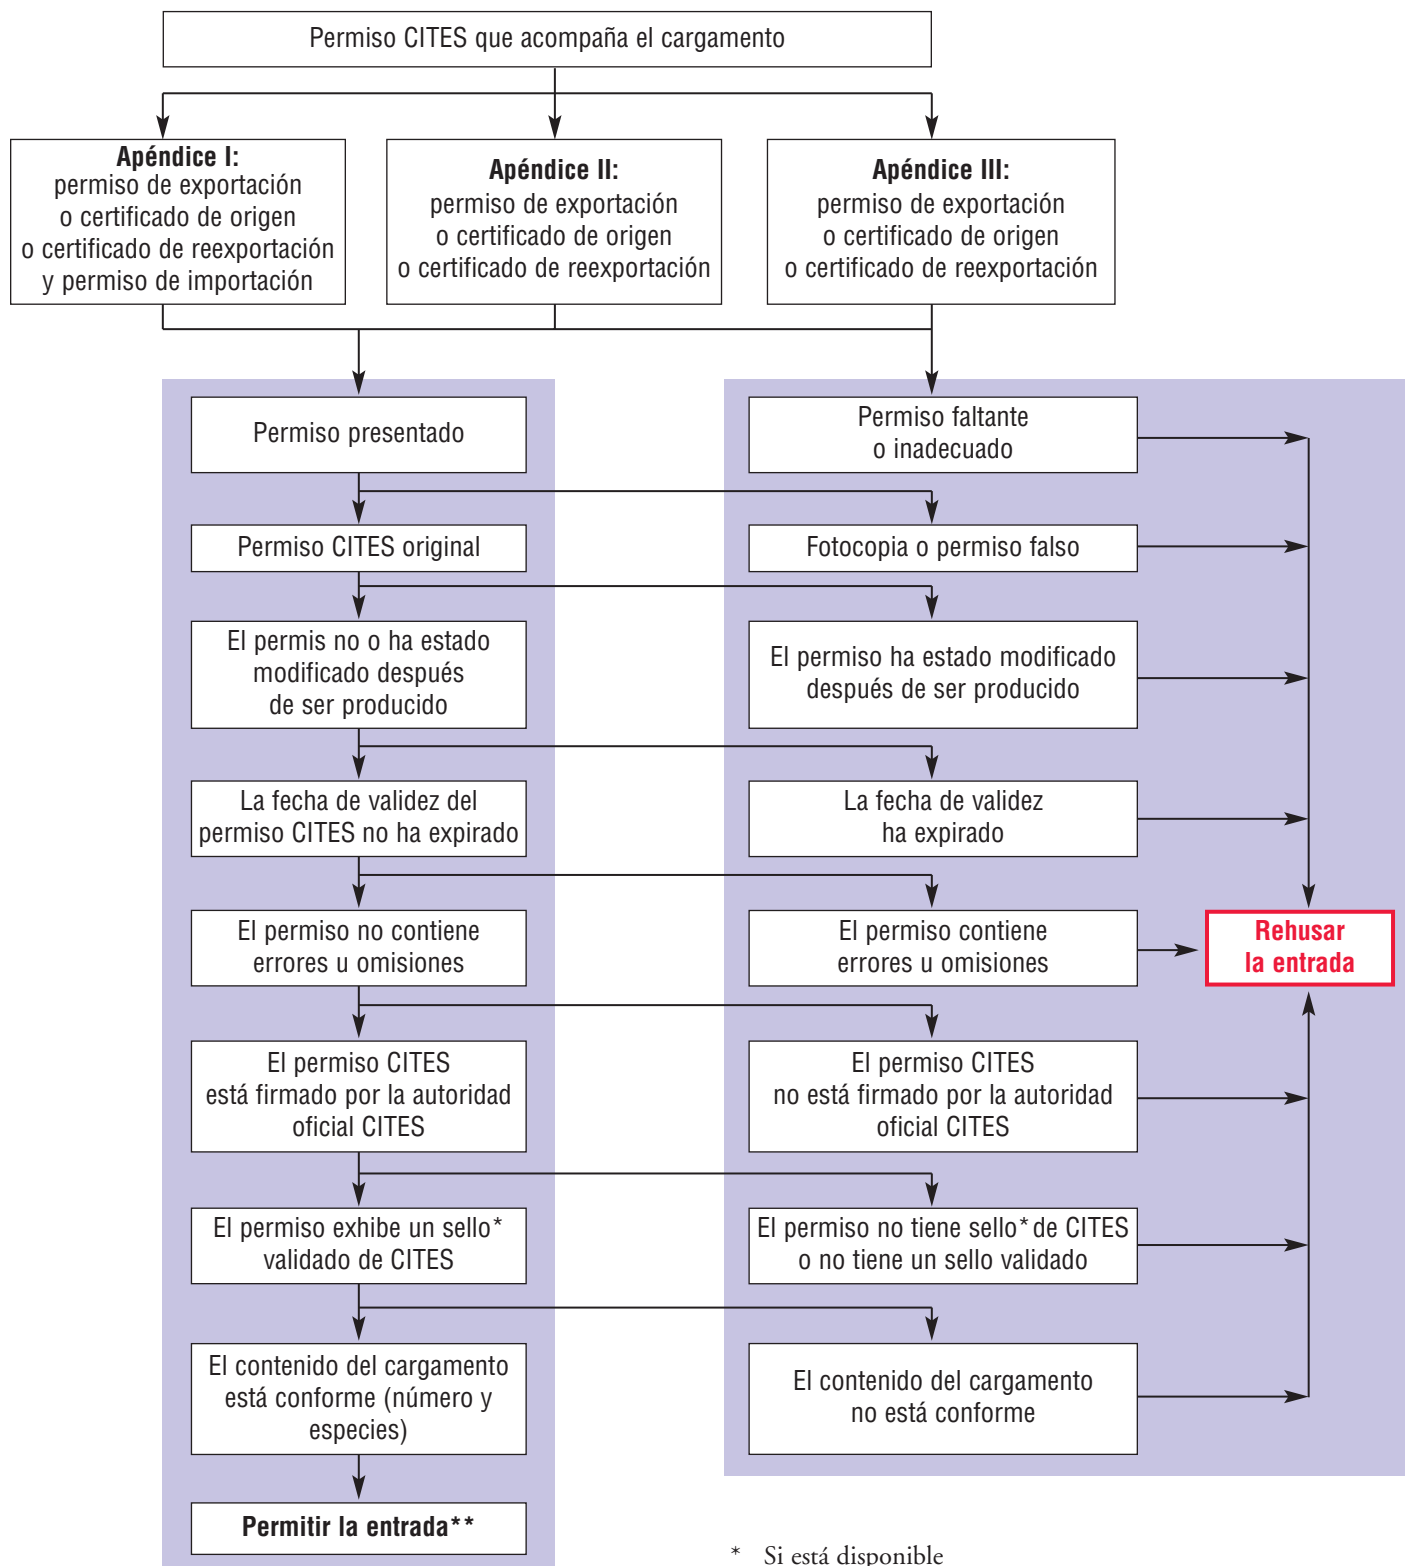 Permiso CITES que acompaña el cargamento
Apéndice I:
permiso de exportación
o certificado de origen
o certificado de reexportación
y permiso de importación
Apéndice II:
permiso de exportación
o certificado de origen
o certificado de reexportación
Apéndice III:
permiso de exportación
o certificado de origen
o certificado de reexportación
Permiso presentado
Permiso faltante
o inadecuado
Permiso CITES original
Fotocopia o permiso falso
El permis no o ha estado
modificado después
de ser producido
El permiso ha estado modificado
después de ser producido
La fecha de validez del
permiso CITES no ha expirado
La fecha de validez
ha expirado
El permiso no contiene
errores u omisiones
El permiso contiene
errores u omisiones
Rehusar
la entrada
El permiso CITES
está firmado por la autoridad
oficial CITES
El permiso CITES
no está firmado por la autoridad
oficial CITES
El permiso exhibe un sello*
validado de CITES
El permiso no tiene sello* de CITES
o no tiene un sello validado
El contenido del cargamento
está conforme (número y
especies)
El contenido del cargamento
no está conforme
Permitir la entrada**
* Si está disponible